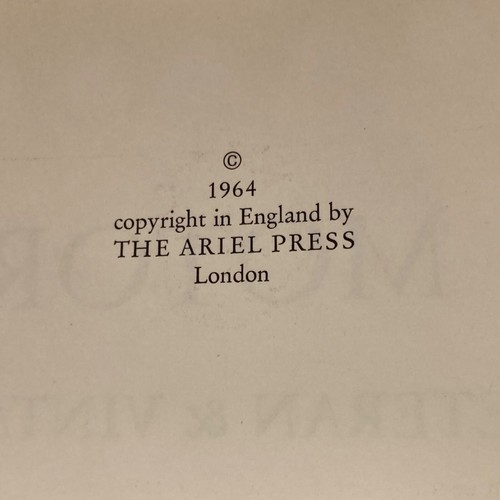 ©
1964
copyright in England by
THE ARIEL PRESS
London